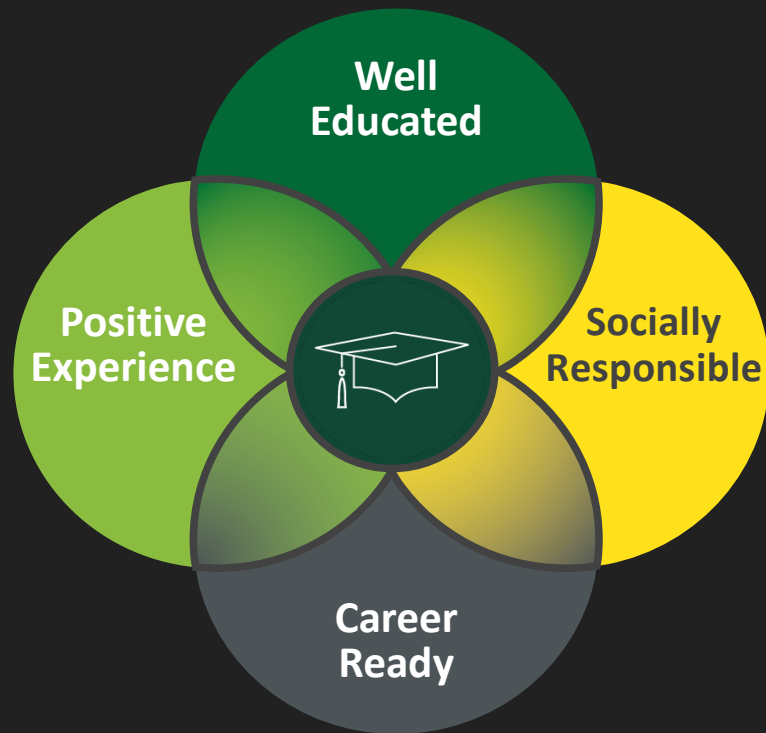 Well
Educated
Positive
Experience
Socially
Responsible
Career
Ready